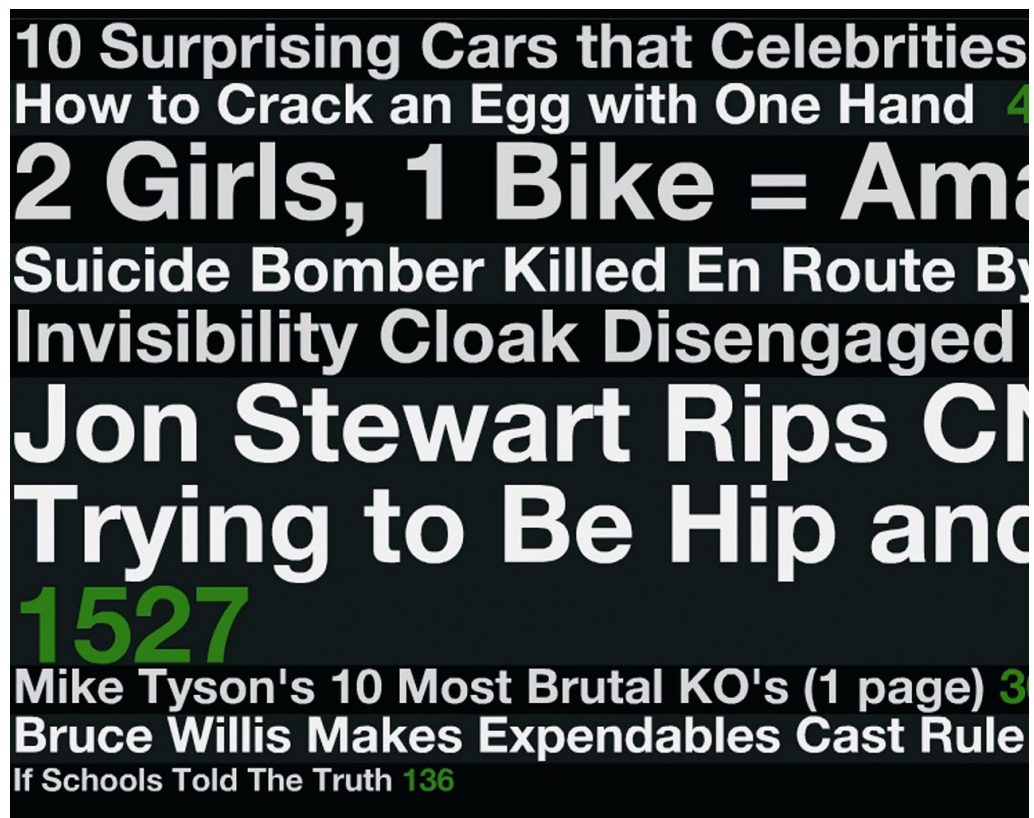 10 Surprising Cars that Celebrities
How to Crack an Egg with One Hand 4
2 Girls, 1 Bike = Ama
Suicide Bomber Killed En Route By
Invisibility Cloak Disengaged
Jon Stewart Rips CN
Trying to Be Hip and
1527
Mike Tyson's 10 Most Brutal KO's (1 page) 36
Bruce Willis Makes Expendables Cast Rule
If Schools Told The Truth 136